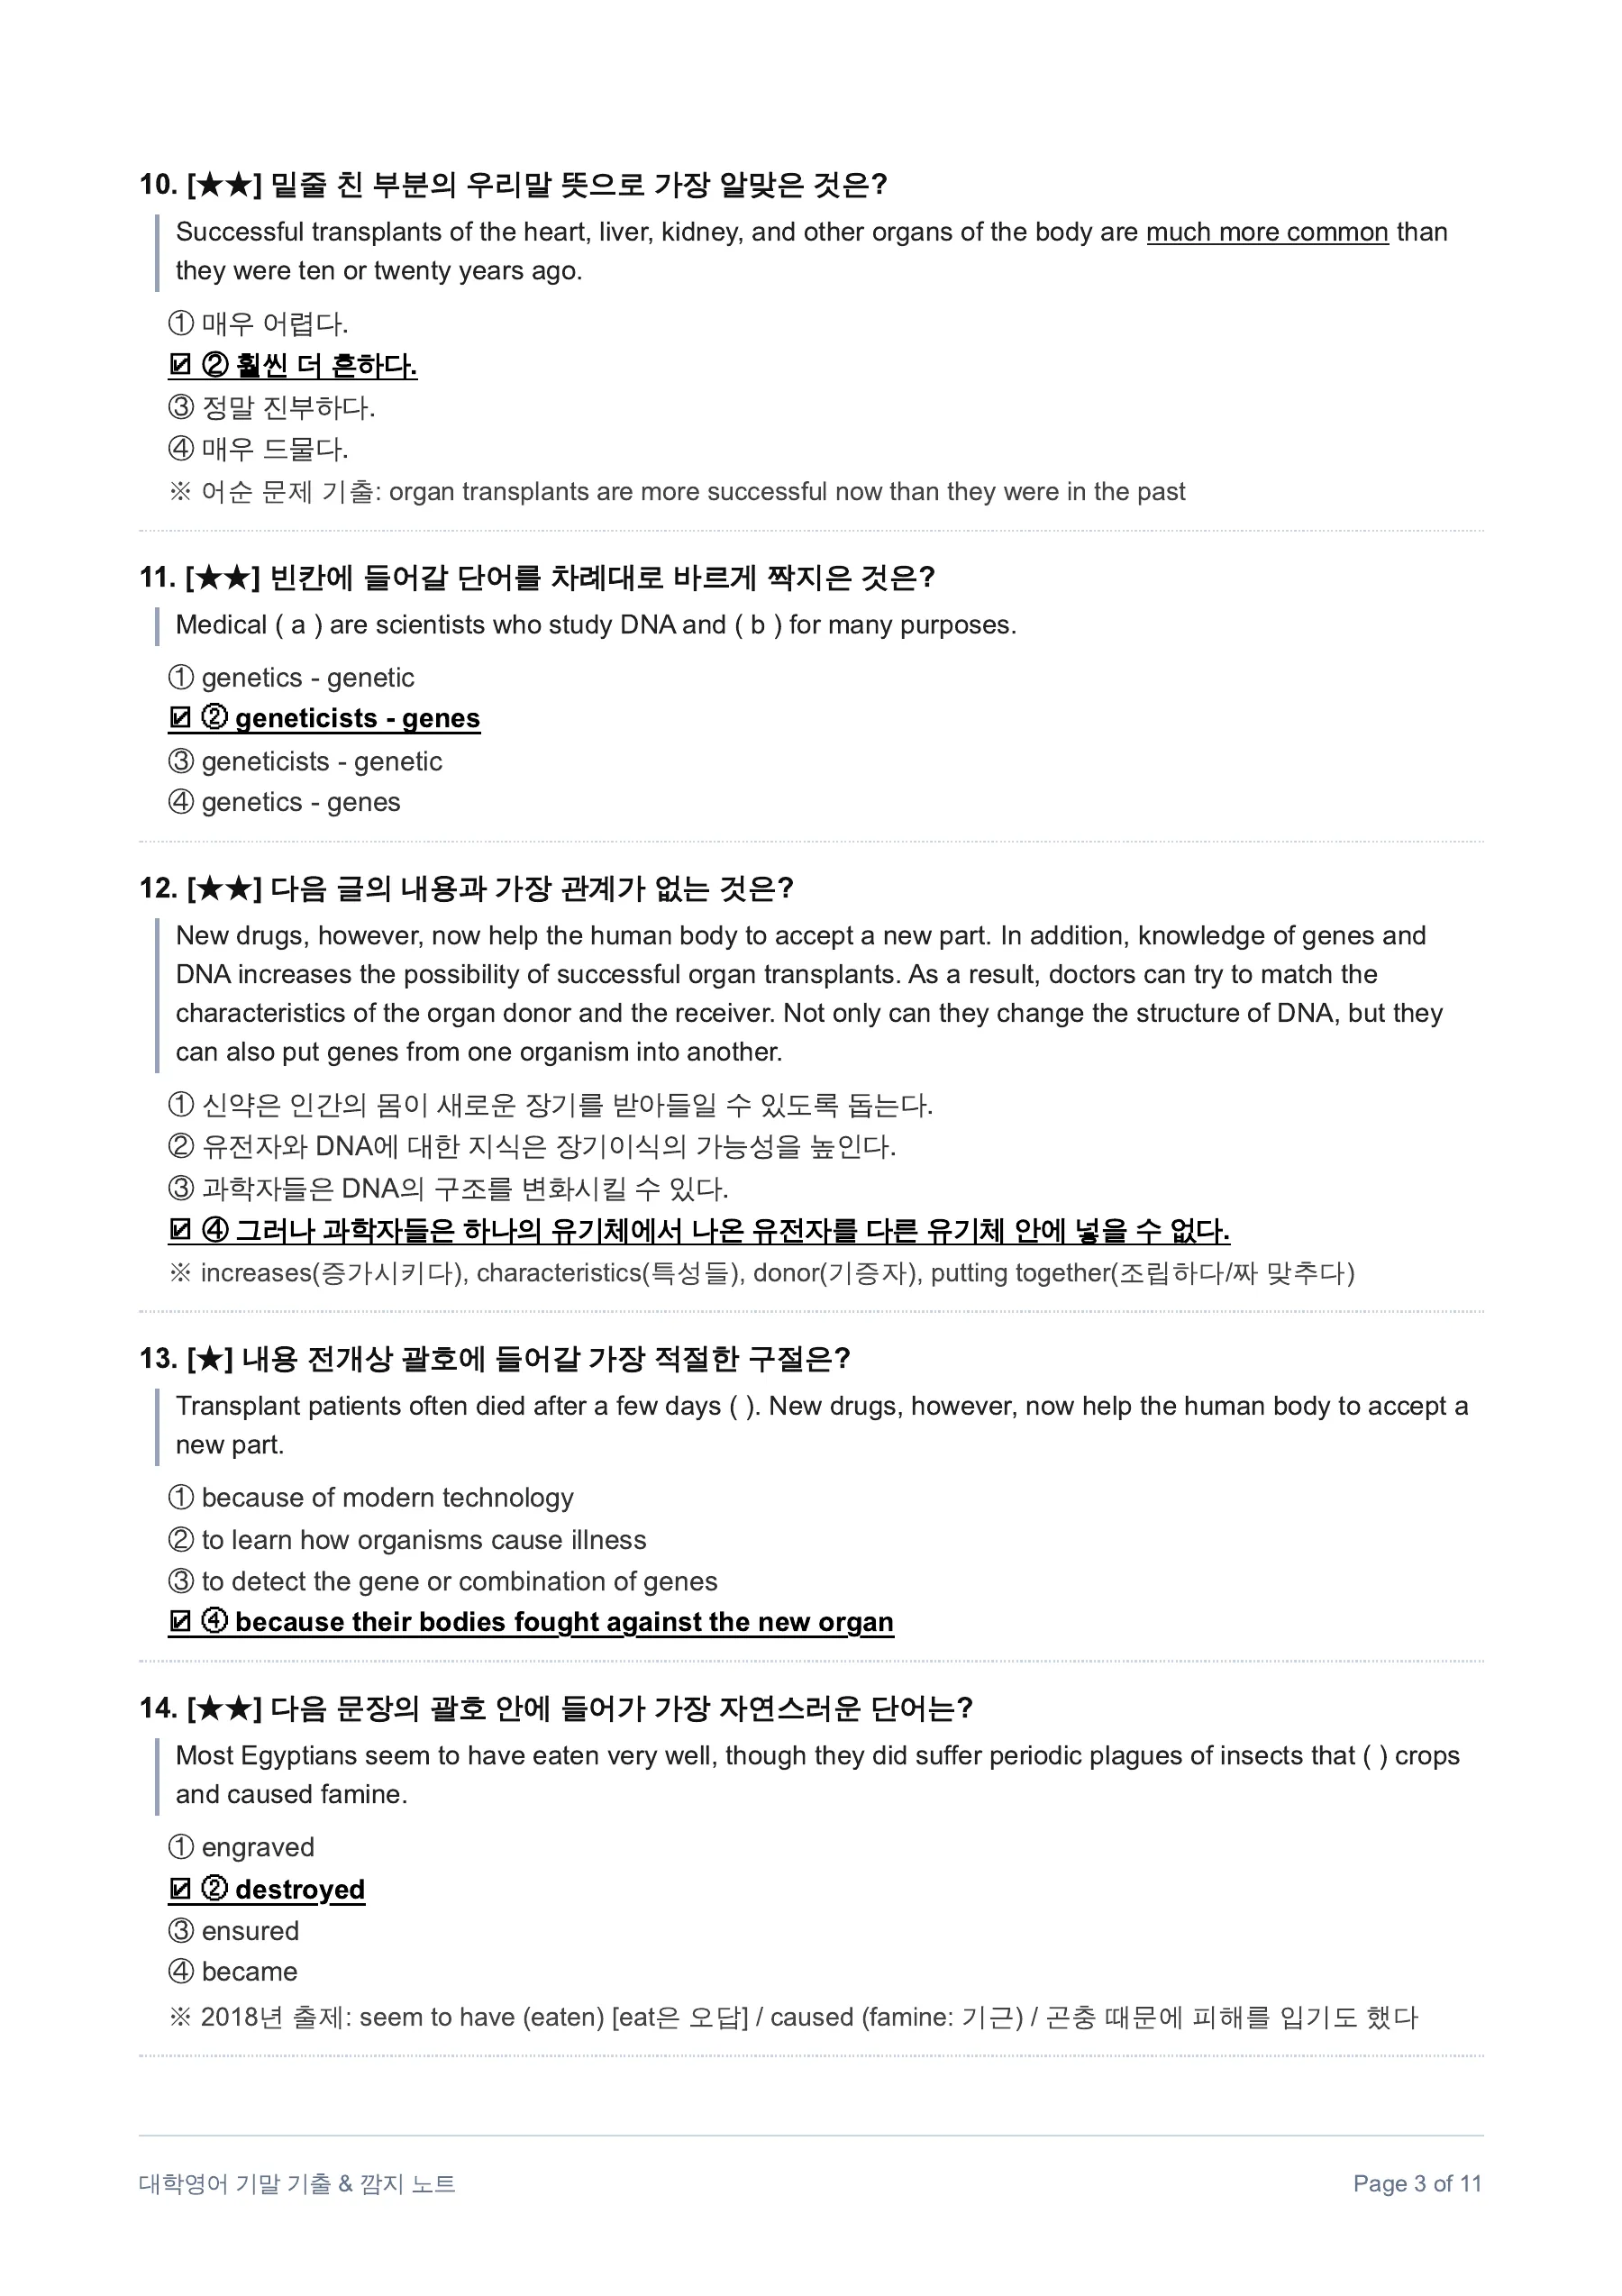 10. [★★] 밑줄 친 부분의 우리말 뜻으로 가장 알맞은 것은?
Successful transplants of the heart, liver, kidney, and other organs of the body are much more common than
they were ten or twenty years ago.
① 매우 어렵다.
☑ ② 훨씬 더 흔하다.
③ 정말 진부하다.
④ 매우 드물다.
※ 어순 문제 기출: organ transplants are more successful now than they were in the past
11. [★★] 빈칸에 들어갈 단어를 차례대로 바르게 짝지은 것은?
Medical ( a ) are scientists who study DNA and ( b ) for many purposes.
① genetics - genetic
☑ ② geneticists - genes
③ geneticists - genetic
④ genetics - genes
12. [★★] 다음 글의 내용과 가장 관계가 없는 것은?
New drugs, however, now help the human body to accept a new part. In addition, knowledge of genes and
DNA increases the possibility of successful organ transplants. As a result, doctors can try to match the
characteristics of the organ donor and the receiver. Not only can they change the structure of DNA, but they
can also put genes from one organism into another.
① 신약은 인간의 몸이 새로운 장기를 받아들일 수 있도록 돕는다.
② 유전자와 DNA에 대한 지식은 장기이식의 가능성을 높인다.
③ 과학자들은 DNA의 구조를 변화시킬 수 있다.
☑ ④ 그러나 과학자들은 하나의 유기체에서 나온 유전자를 다른 유기체 안에 넣을 수 없다.
※ increases(증가시키다), characteristics(특성들), donor(기증자), putting together(조립하다/짜 맞추다)
13. [★] 내용 전개상 괄호에 들어갈 가장 적절한 구절은?
Transplant patients often died after a few days ( ). New drugs, however, now help the human body to accept a
new part.
① because of modern technology
② to learn how organisms cause illness
③ to detect the gene or combination of genes
☑ ④ because their bodies fought against the new organ
14. [★★] 다음 문장의 괄호 안에 들어가 가장 자연스러운 단어는?
Most Egyptians seem to have eaten very well, though they did suffer periodic plagues of insects that ( ) crops
and caused famine.
① engraved
☑ ② destroyed
③ ensured
④ became
※ 2018년 출제: seem to have (eaten) [eat은 오답] / caused (famine: 기근) / 곤충 때문에 피해를 입기도 했다
대학영어 기말 기출 & 깜지 노트
Page 3 of 11